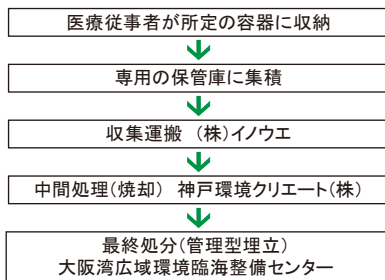 医療従事者が所定の容器に収納
専用の保管庫に集積
収集運搬 (株)イノウエ
中間処理(焼却) 神戸環境クリエート(株)
最終処分(管理型埋立)
大阪湾広域環境臨海整備センター